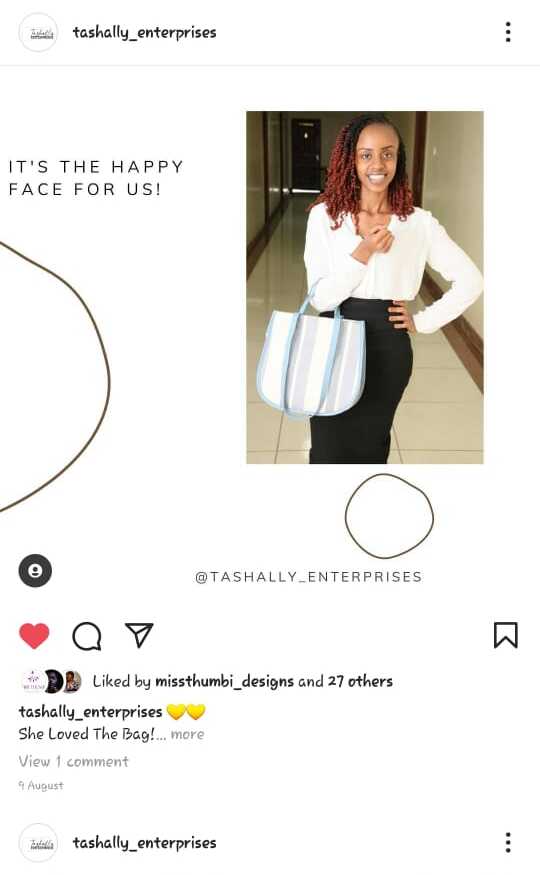 tashally_enterprises
IT'S THE HAPPY
FACE FOR US!
@TASHALLY_ENTERPRISES
Liked by missthumbi_designs and 27 others
tashally_enterprises 💛💛
She Loved The Bag!... more
View 1 comment
9 August
tashally_enterprises